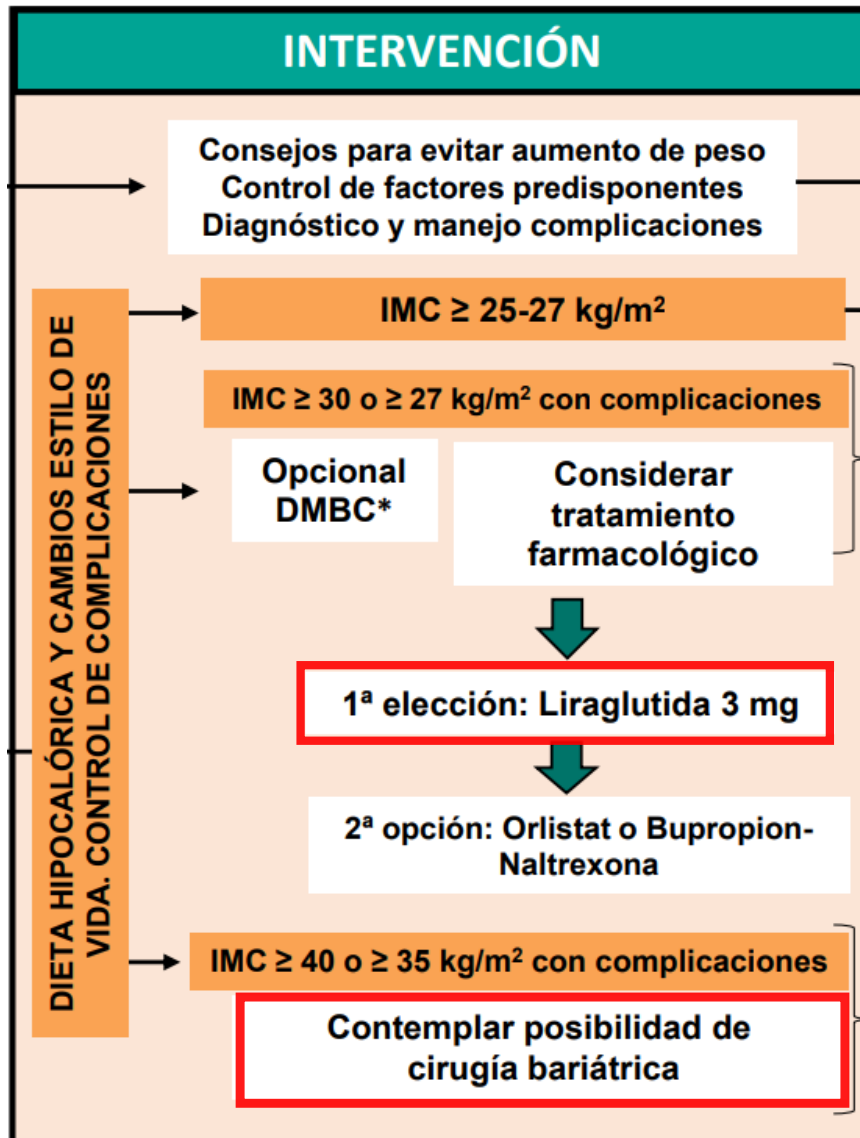 INTERVENCIÓN
Consejos para evitar aumento de peso
Control de factores predisponentes
Diagnóstico y manejo complicaciones
DIETA HIPOCALÓRICA Y CAMBIOS ESTILO DE
VIDA. CONTROL DE COMPLICACIONES
IMC ≥ 25-27 kg/m²
IMC ≥ 30 o ≥ 27 kg/m² con complicaciones
Opcional
DMBC*
Considerar
tratamiento
farmacológico
1ª elección: Liraglutida 3 mg
2ª opción: Orlistat o Bupropion-
Naltrexona
IMC ≥ 40 o ≥ 35 kg/m² con complicaciones
Contemplar posibilidad de
cirugía bariátrica